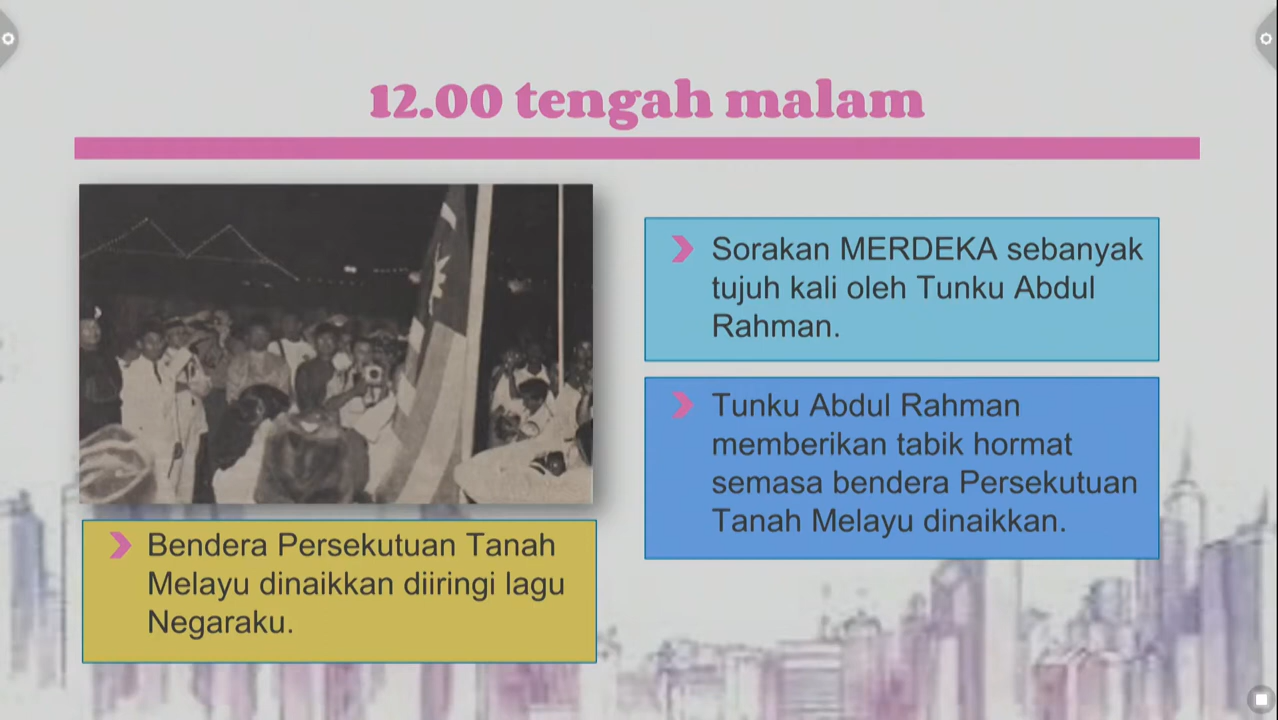 12.00 tengah malam
Bendera Persekutuan Tanah
Melayu dinaikkan diiringi lagu
Negaraku.
Sorakan MERDEKA sebanyak
tujuh kali oleh Tunku Abdul
Rahman.
Tunku Abdul Rahman
memberikan tabik hormat
semasa bendera Persekutuan
Tanah Melayu dinaikkan.